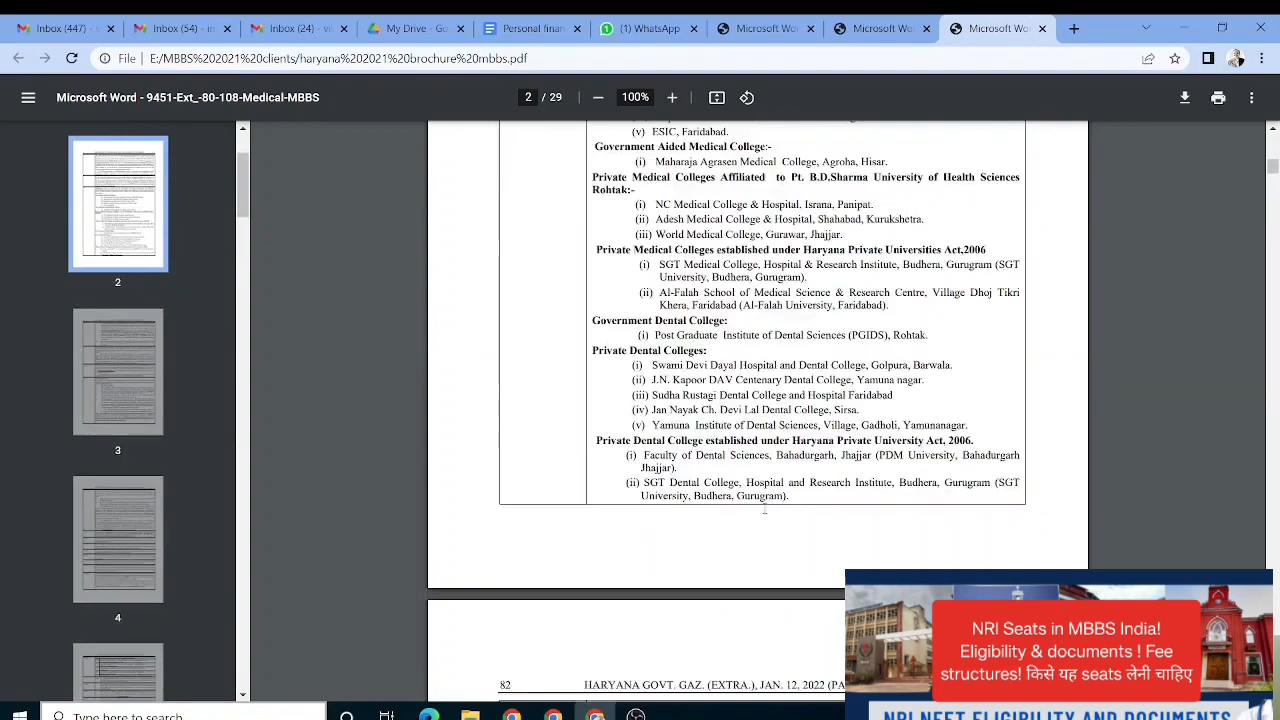 Inbox (447) - v
Inbox (54) - in
Inbox (24) - vi
My Drive - Go
Personal finan
(1) WhatsApp
Microsoft Wor
Microsoft Wor
Microsoft Wor
File
E:/MBBS%202021%20clients/haryana%202021%20brochure%20mbbs.pdf
Microsoft Word - 9451-Ext_-80-108-Medical-MBBS
2 / 29
100%
(v) ESIC, Faridabad.
Government Aided Medical College:-
(i) Maharaja Agrasen Medical College, Agroha, Hisar.
Private Medical Colleges Affiliated to Pt. B.D.Sharma University of Health Sciences
Rohtak:-
(i) NC Medical College & Hospital, Israna, Panipat.
(ii) Adesh Medical College & Hospital, Shahabad, Kurukshetra.
(iii) World Medical College, Gurawar, Jhajjar.
Private Medical Colleges established under Haryana Private Universities Act,2006
(i) SGT Medical College, Hospital & Research Institute, Budhera, Gurugram (SGT
University, Budhera, Gurugram).
(ii) Al-Falah School of Medical Science & Research Centre, Village Dhoj Tikri
Khera, Faridabad (Al-Falah University, Faridabad).
Government Dental College:
(i) Post Graduate Institute of Dental Sciences (PGIDS), Rohtak.
Private Dental Colleges:
(i) Swami Devi Dayal Hospital and Dental College, Golpura, Barwala.
(ii) J.N. Kapoor DAV Centenary Dental College, Yamuna nagar.
(iii) Sudha Rustagi Dental College and Hospital Faridabad
(iv) Jan Nayak Ch. Devi Lal Dental College, Sirsa.
(v) Yamuna Institute of Dental Sciences, Village, Gadholi, Yamunanagar.
Private Dental College established under Haryana Private University Act, 2006.
(i) Faculty of Dental Sciences, Bahadurgarh, Jhajjar (PDM University, Bahadurgarh
Jhajjar).
(ii) SGT Dental College, Hospital and Research Institute, Budhera, Gurugram (SGT
University, Budhera, Gurugram).
2
3
4
82 HARYANA GOVT. GAZ. (EXTRA.), JAN. 12, 2022 (PA
NRI Seats in MBBS India!
Eligibility & documents ! Fee
structures! किसे यह seats लेनी चाहिए
NRI NEET ELIGIBILITY AND DOCUMENTS
Type here to search